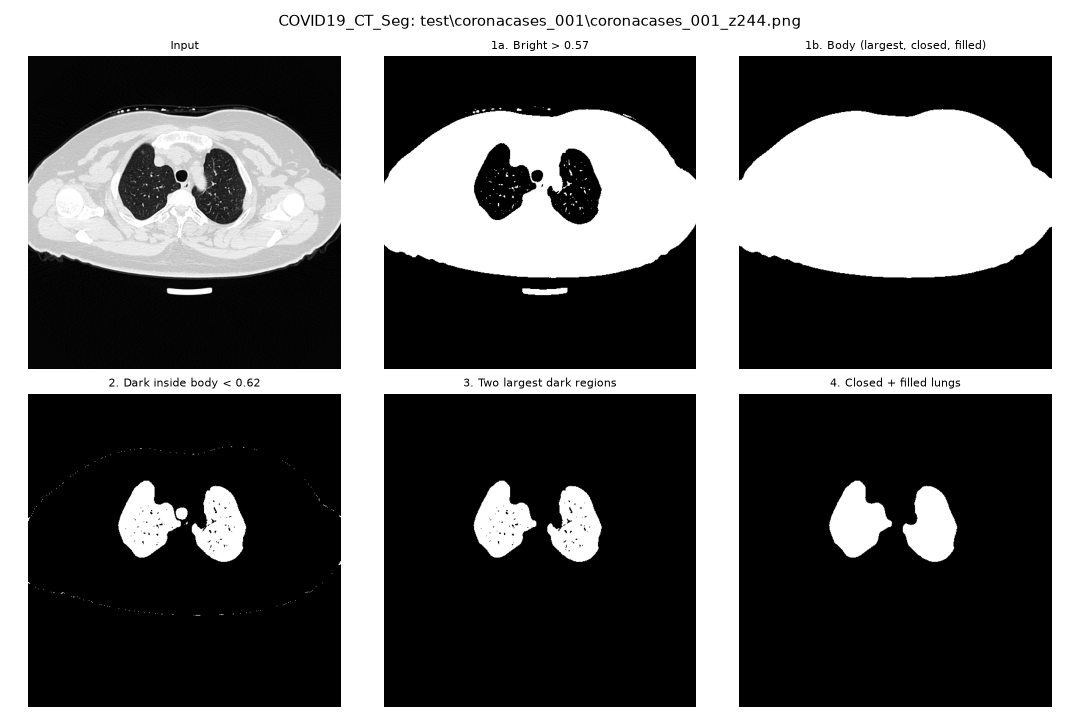 COVID19_CT_Seg: test\coronacases_001\coronacases_001_z244.png
Input
1a. Bright > 0.57
1b. Body (largest, closed, filled)
2. Dark inside body < 0.62
3. Two largest dark regions
4. Closed + filled lungs